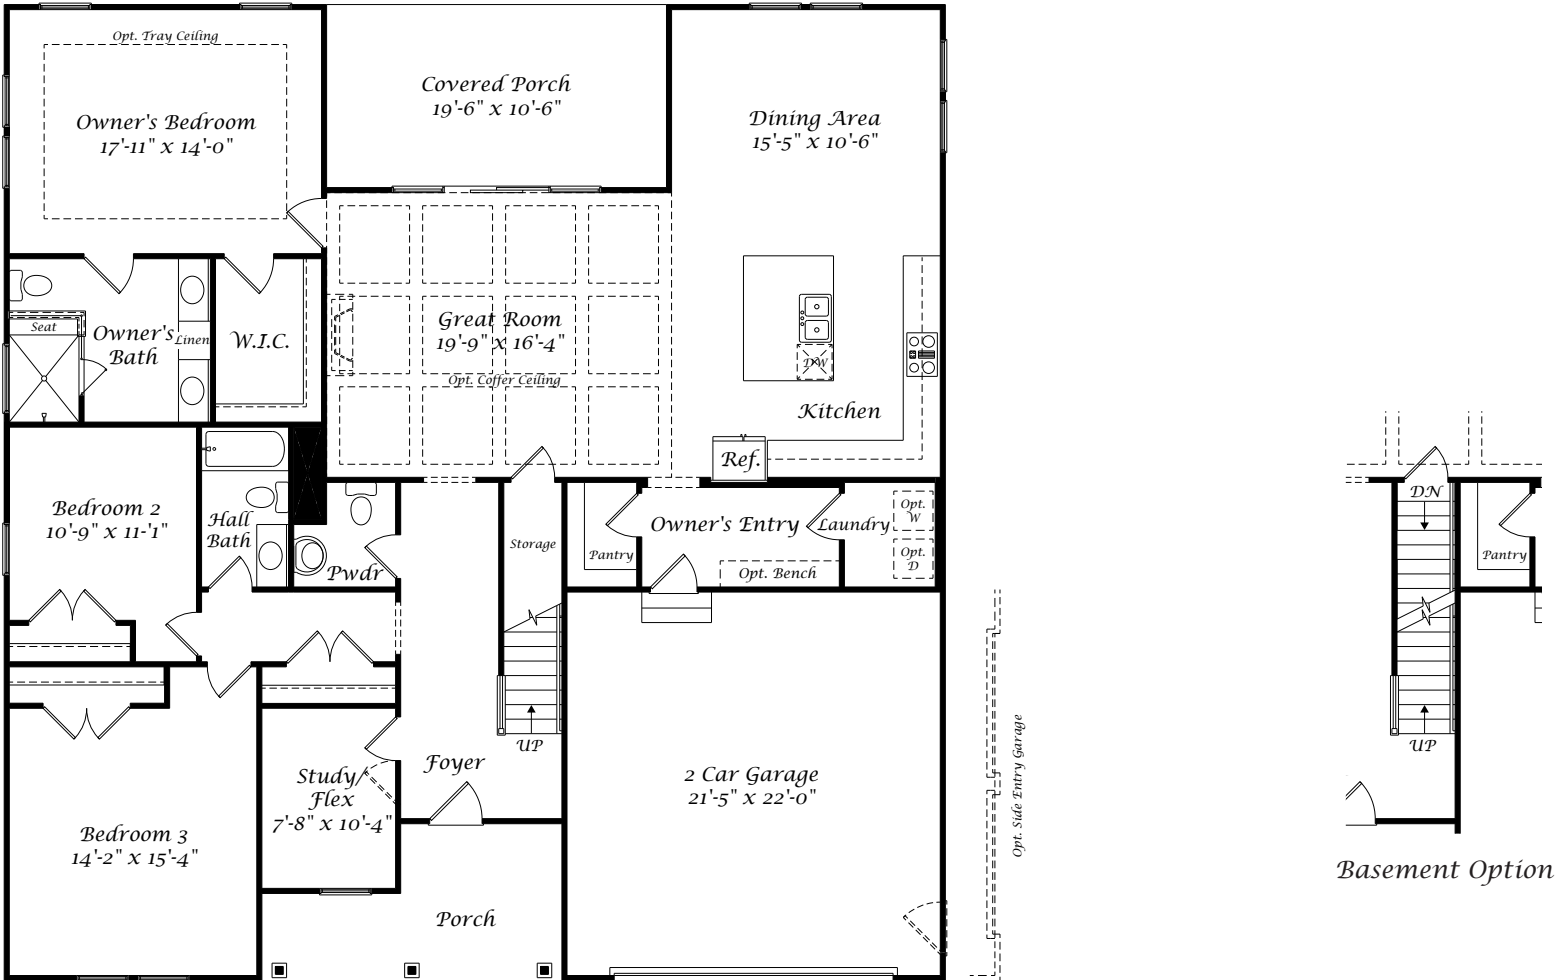 Opt. Tray Ceiling
Owner's Bedroom
17'-11" x 14'-0"
Covered Porch
19'-6" x 10'-6"
Dining Area
15'-5" x 10'-6"
Seat
Owner's
Bath
Linen
W.I.C.
Great Room
19'-9" x 16'-4"
Opt. Coffer Ceiling
DW
Kitchen
Ref.
Bedroom 2
10'-9" x 11'-1"
Hall
Bath
Pwdr
Storage
Pantry
Owner's Entry
Opt. Bench
Laundry
Opt.
W
Opt.
D
UP
Foyer
Study/
Flex
7'-8" x 10'-4"
Bedroom 3
14'-2" x 15'-4"
2 Car Garage
21'-5" x 22'-0"
Porch
Opt. Side Entry Garage
DN
Pantry
UP
Basement Option